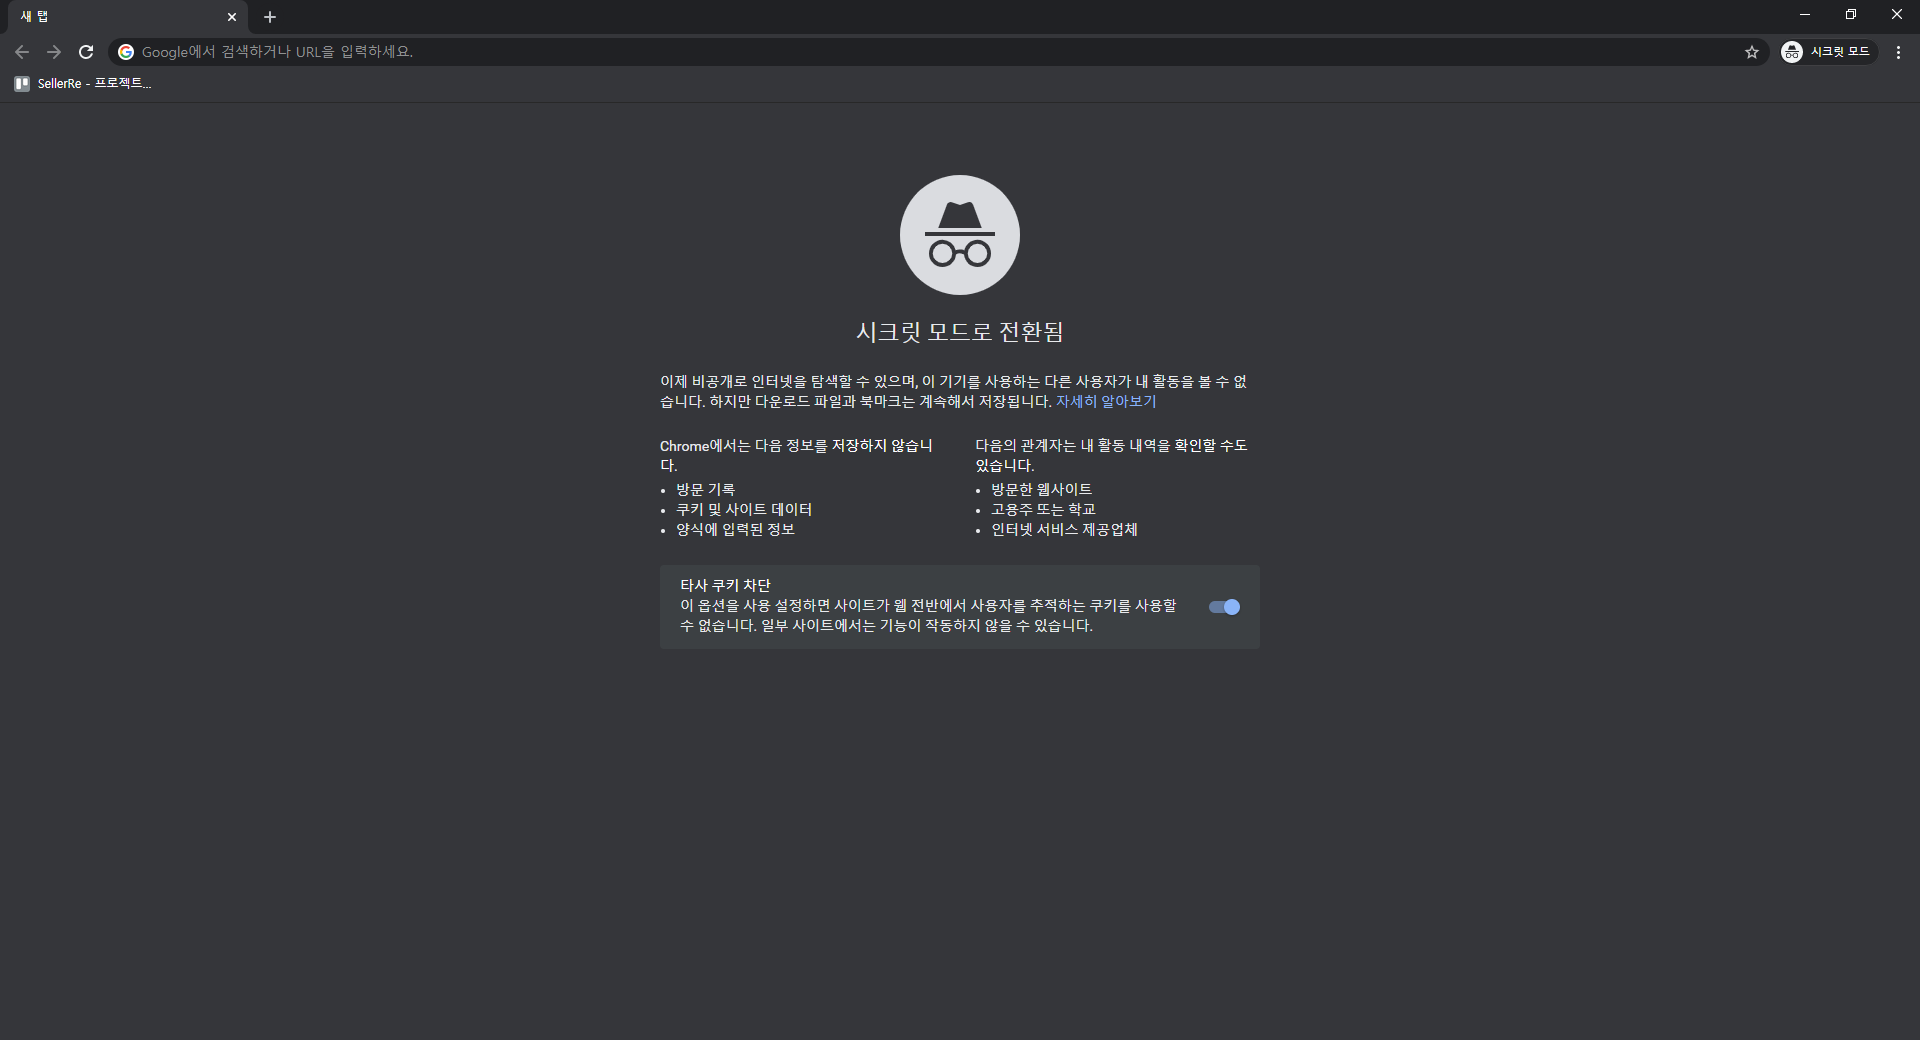 새 탭
Google에서 검색하거나 URL을 입력하세요.
시크릿 모드
SellerRe - 프로젝트...
시크릿 모드로 전환됨
이제 비공개로 인터넷을 탐색할 수 있으며, 이 기기를 사용하는 다른 사용자가 내 활동을 볼 수 없
습니다. 하지만 다운로드 파일과 북마크는 계속해서 저장됩니다. 자세히 알아보기
Chrome에서는 다음 정보를 저장하지 않습니
다.
• 방문 기록
• 쿠키 및 사이트 데이터
• 양식에 입력된 정보
다음의 관계자는 내 활동 내역을 확인할 수도
있습니다.
• 방문한 웹사이트
• 고용주 또는 학교
• 인터넷 서비스 제공업체
타사 쿠키 차단
이 옵션을 사용 설정하면 사이트가 웹 전반에서 사용자를 추적하는 쿠키를 사용할
수 없습니다. 일부 사이트에서는 기능이 작동하지 않을 수 있습니다.